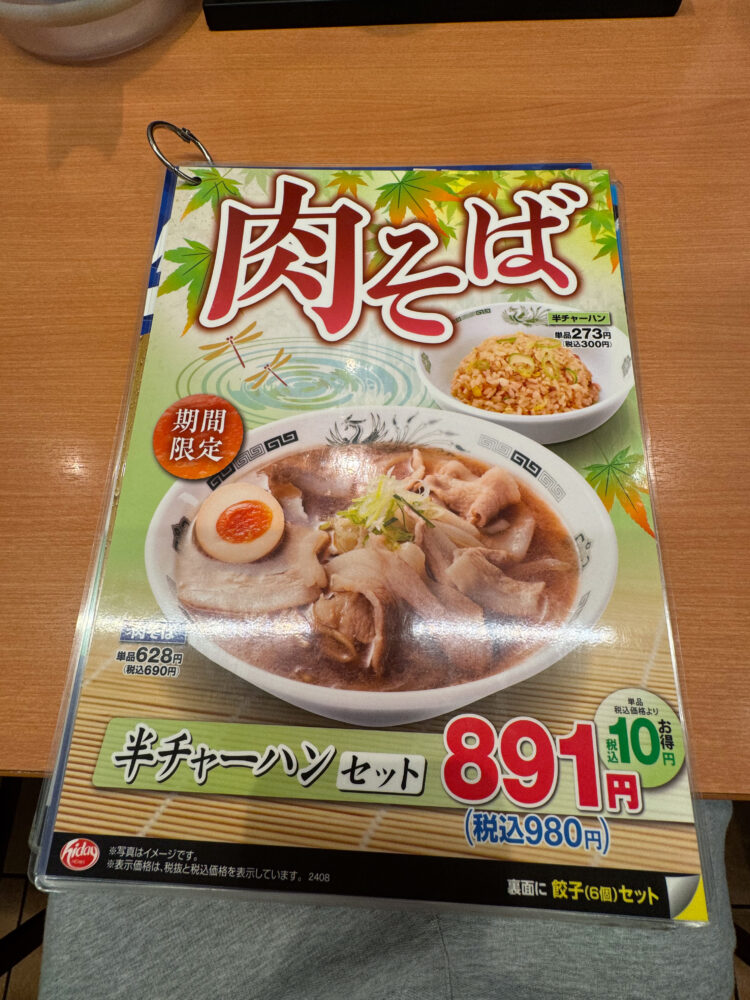 肉そば
半チャーハン
単品273円
(税込300円)
期間
限定
肉そば
単品628円
(税込690円)
半チャーハンセット
891円
(税込980円)
単品
税込価格より
お得
税込10円
hiday
※写真はイメージです。
※表示価格は、税抜と税込価格を表示しています。 2408
裏面に 餃子(6個)セット